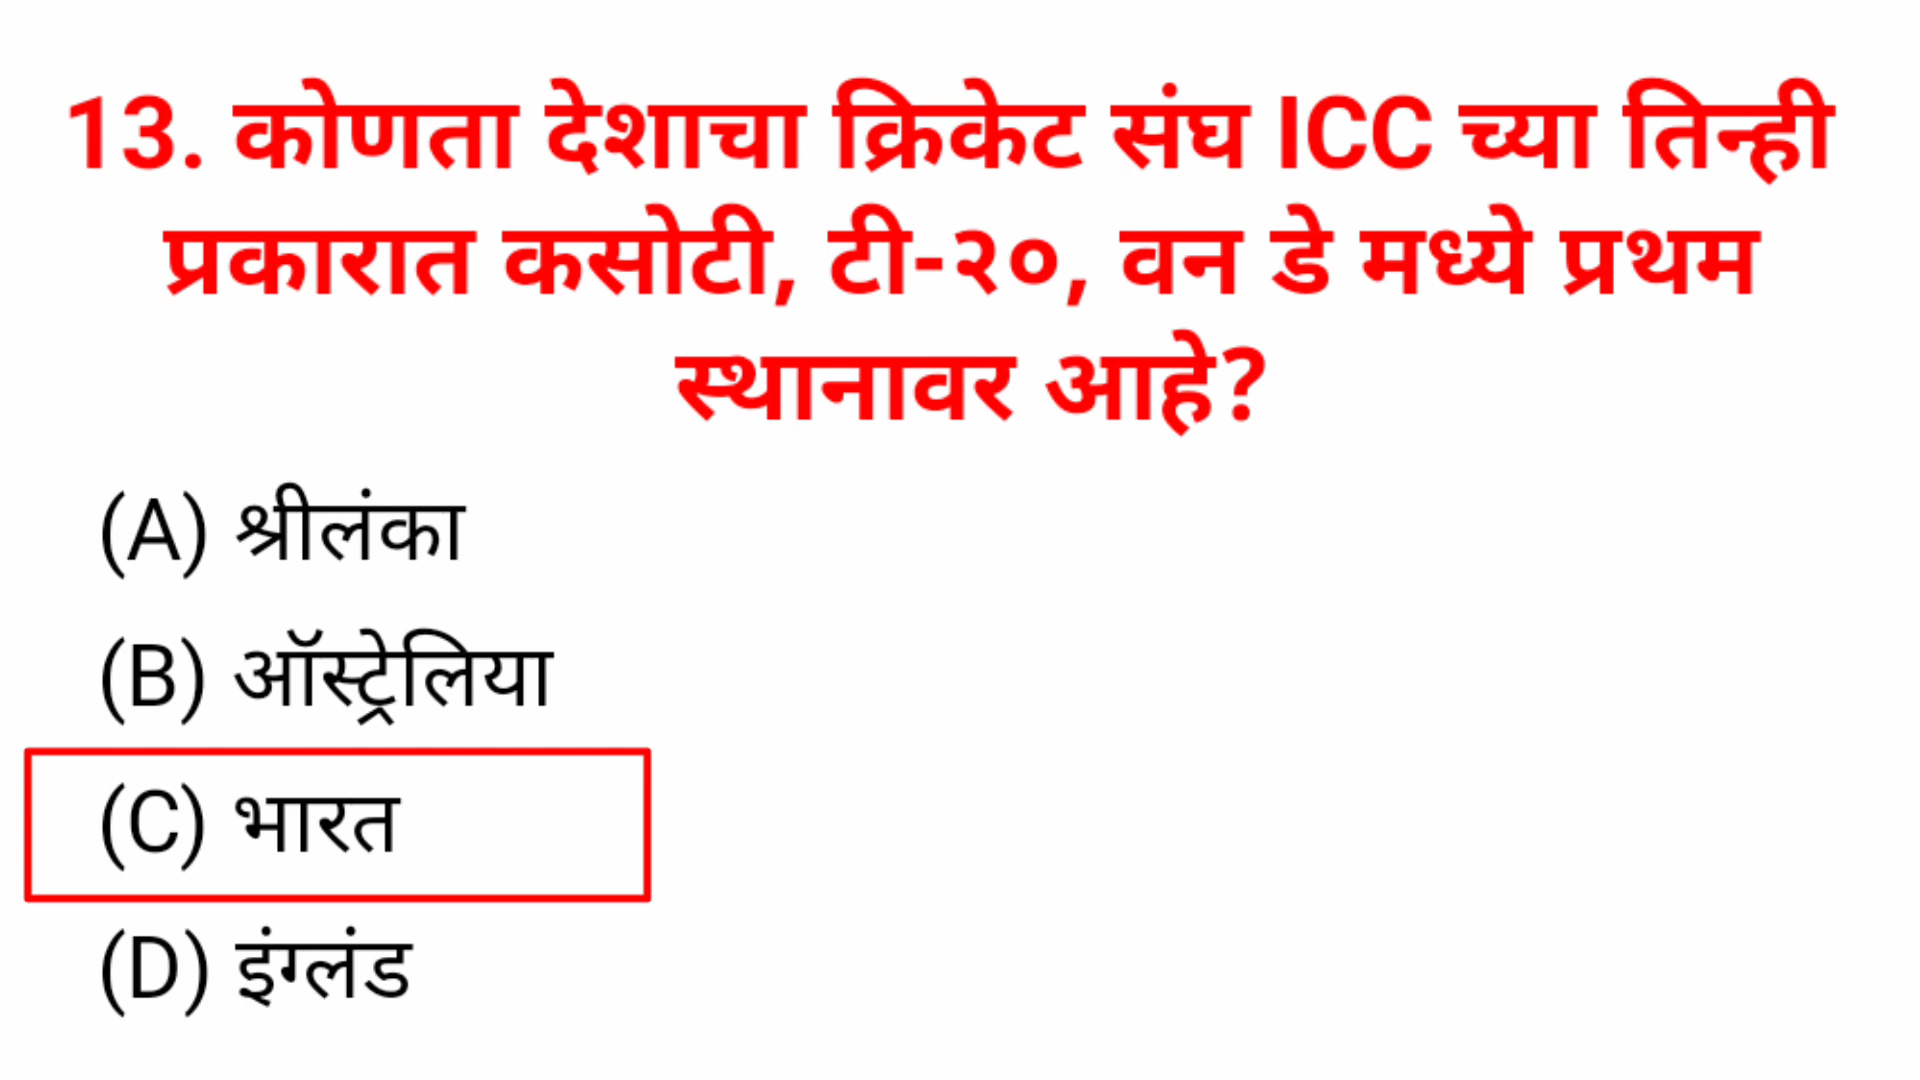 13. कोणता देशाचा क्रिकेट संघ ICC च्या तिन्ही
प्रकारात कसोटी, टी-२०, वन डे मध्ये प्रथम
स्थानावर आहे?
(A) श्रीलंका
(B) ऑस्ट्रेलिया
(C) भारत
(D) इंग्लंड